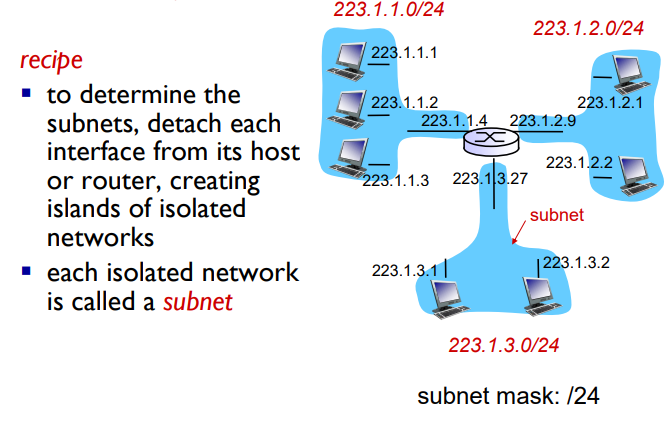 recipe
▪ to determine the
subnets, detach each
interface from its host
or router, creating
islands of isolated
networks
▪ each isolated network
is called a subnet
223.1.1.0/24
223.1.2.0/24
223.1.1.1
223.1.1.2
223.1.1.3
223.1.1.4
223.1.2.9
223.1.2.1
223.1.2.2
223.1.3.27
subnet
223.1.3.1
223.1.3.2
223.1.3.0/24
subnet mask: /24